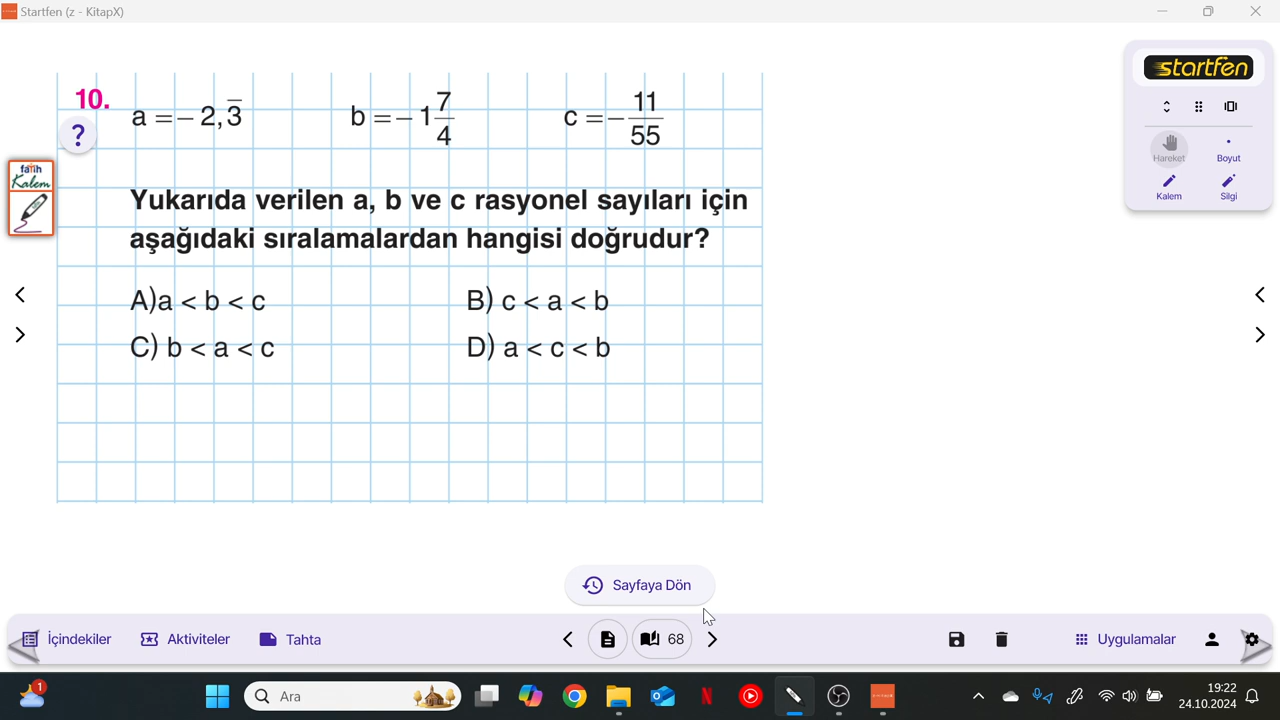 Startfen (z - KitapX)
startfen
10.
a = – 2,3̅ b = – 1 7/4 c = – 11/55
?
fatih
Kalem
Hareket Boyut
Kalem Silgi
Yukarıda verilen a, b ve c rasyonel sayıları için
aşağıdaki sıralamalardan hangisi doğrudur?
A)a < b < c B) c < a < b
C) b < a < c D) a < c < b
Sayfaya Dön
İçindekiler Aktiviteler Tahta 68 Uygulamalar
1 Ara 19:22
24.10.2024